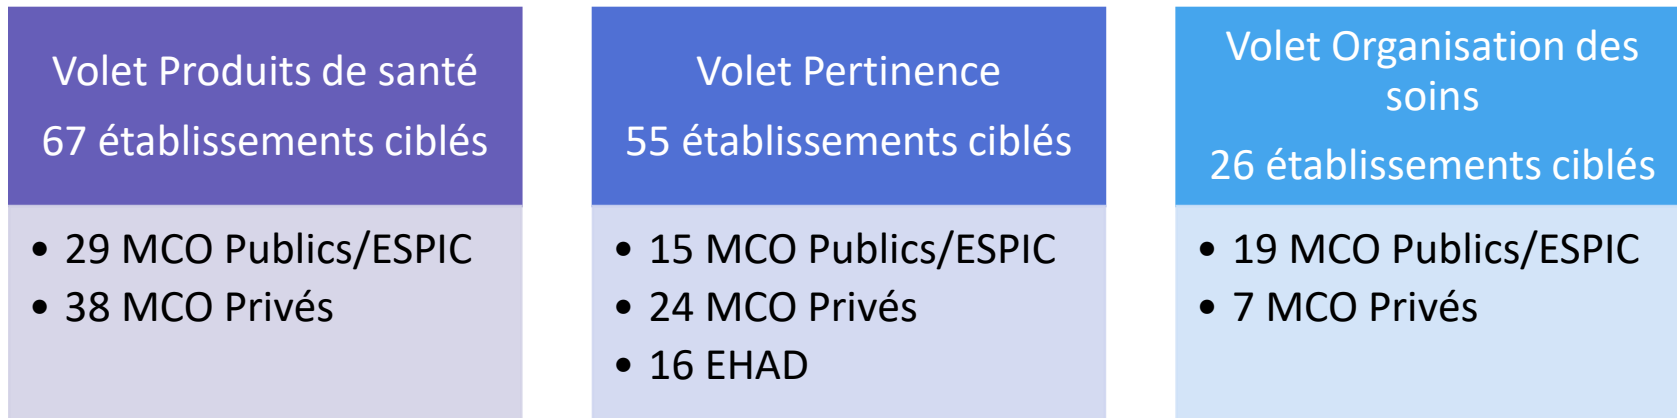 Volet Produits de santé
67 établissements ciblés
• 29 MCO Publics/ESPIC
• 38 MCO Privés
Volet Pertinence
55 établissements ciblés
• 15 MCO Publics/ESPIC
• 24 MCO Privés
• 16 EHAD
Volet Organisation des
soins
26 établissements ciblés
• 19 MCO Publics/ESPIC
• 7 MCO Privés